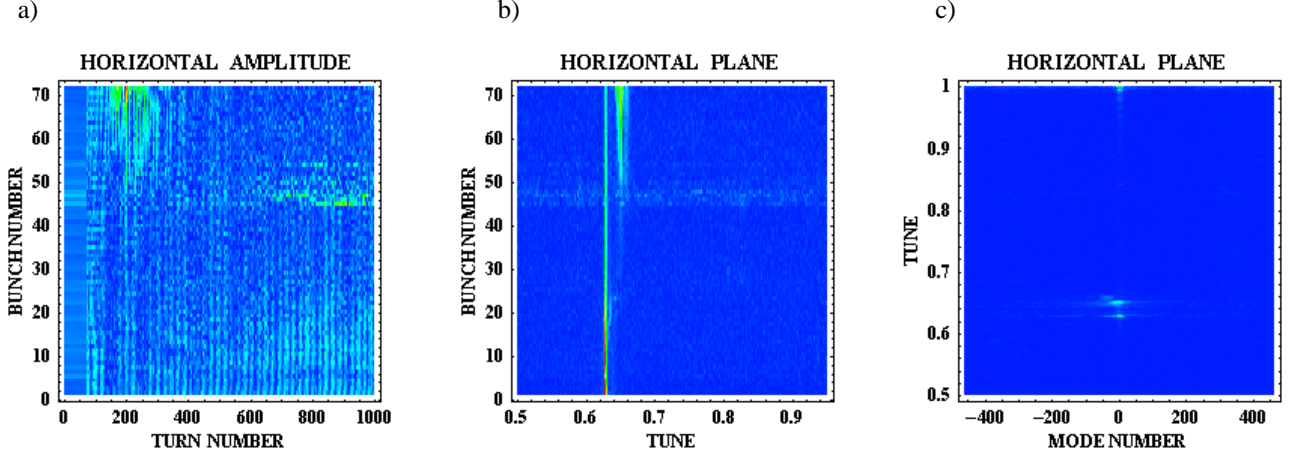 a)
b)
c)
HORIZONTAL AMPLITUDE
HORIZONTAL PLANE
HORIZONTAL PLANE
BUNCH NUMBER
70
60
50
40
30
20
10
0
0 200 400 600 800 1000
TURN NUMBER
BUNCH NUMBER
70
60
50
40
30
20
10
0
0.5 0.6 0.7 0.8 0.9
TUNE
TUNE
1
0.9
0.8
0.7
0.6
0.5
−400 −200 0 200 400
MODE NUMBER